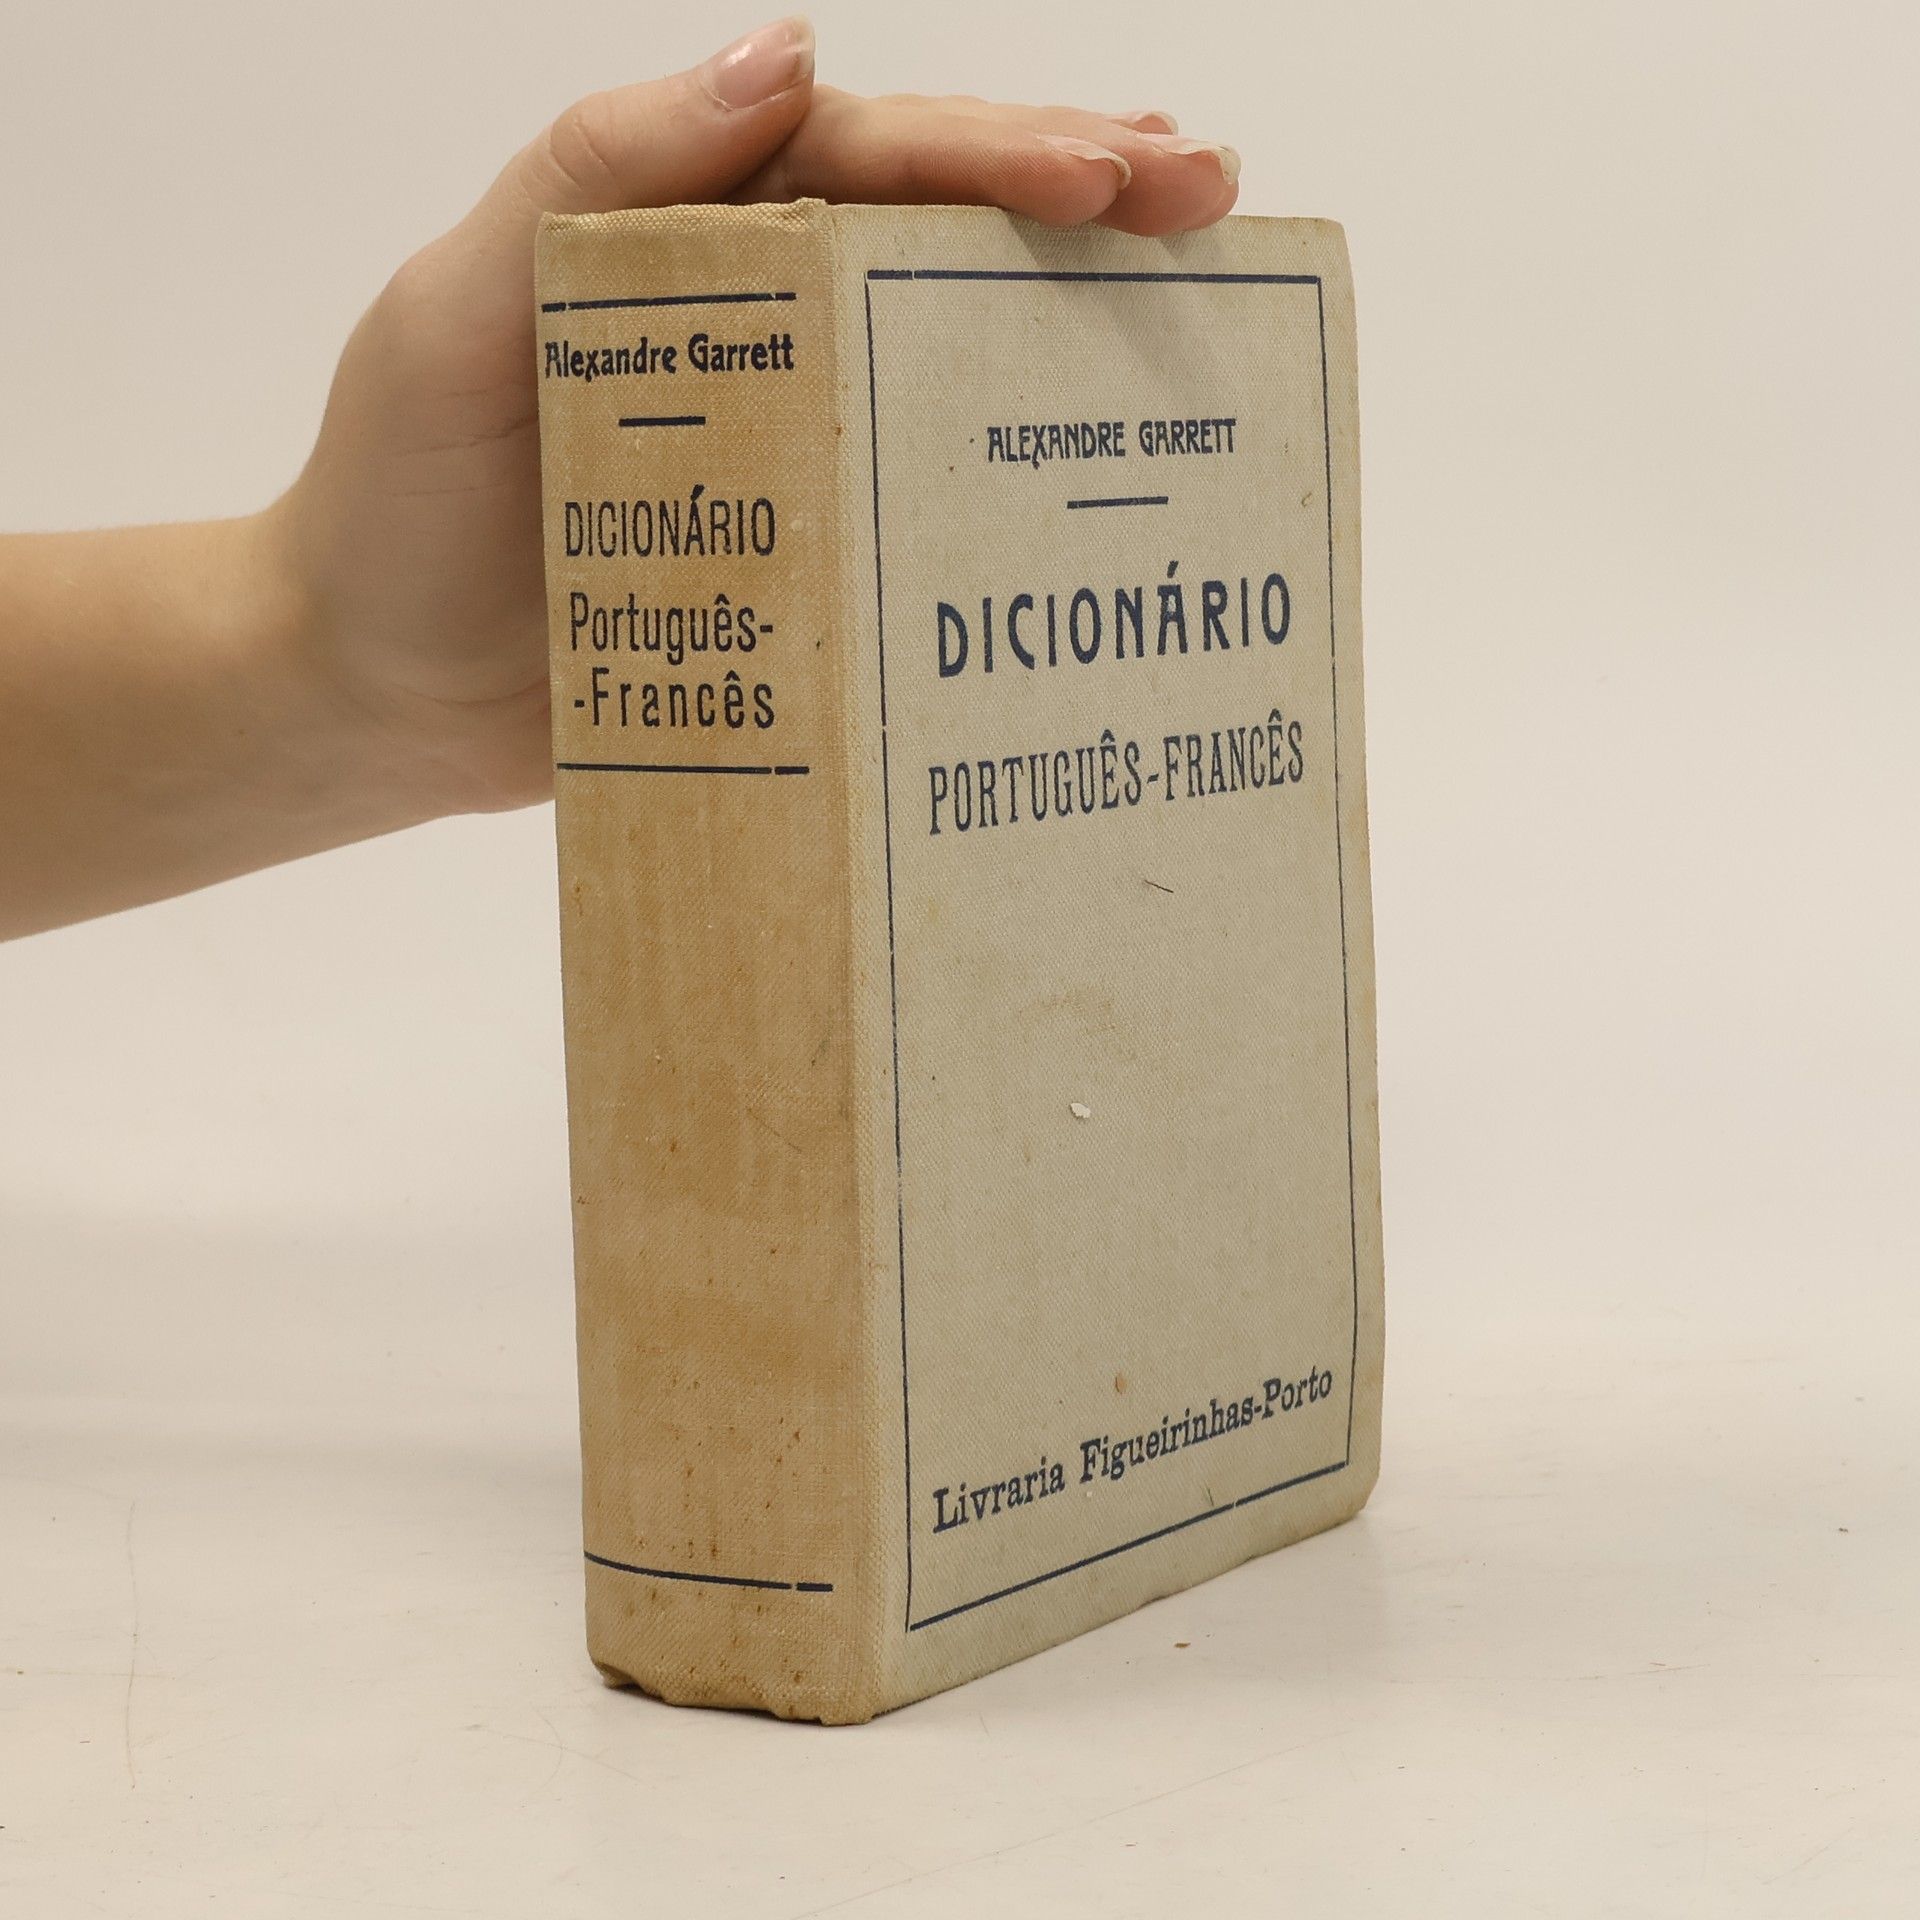 Alexandre Garrett
DICIONÁRIO
Português-
-Francês
ALEXANDRE GARRETT
DICIONÁRIO
PORTUGUÊS-FRANCÊS
Livraria Figueirinhas-Porto